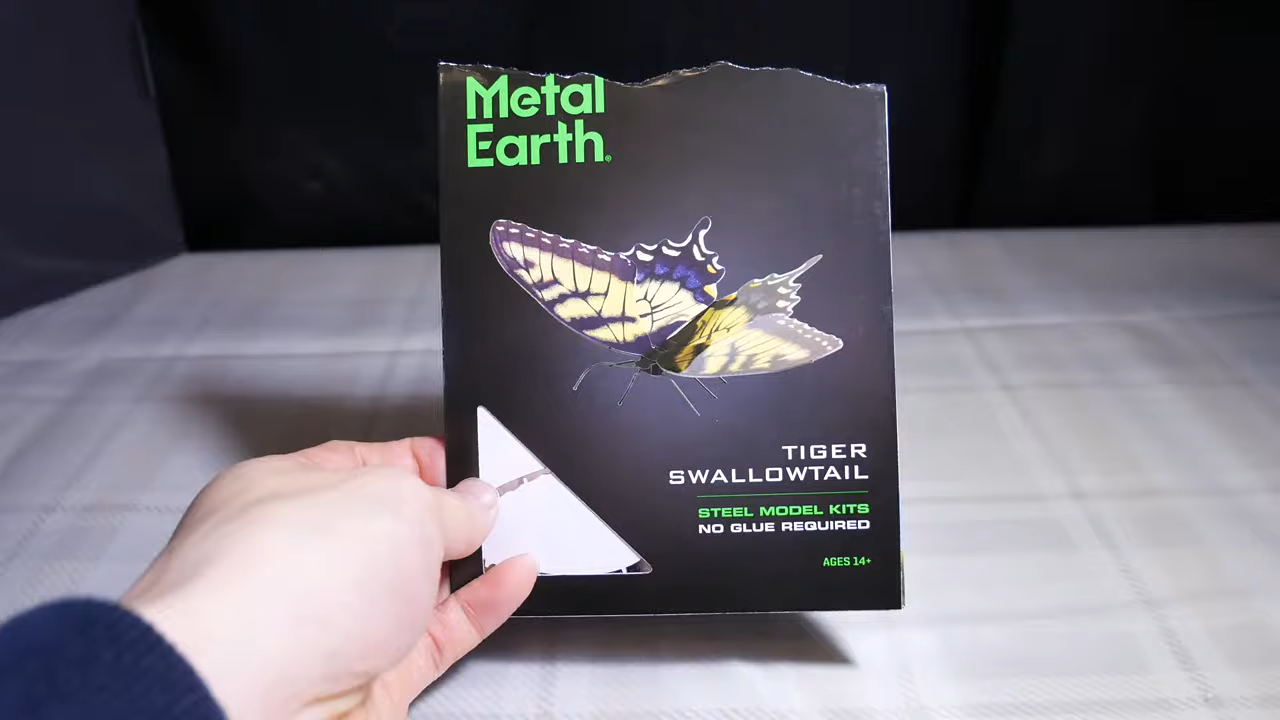 Metal
Earth®
TIGER
SWALLOWTAIL
STEEL MODEL KITS
NO GLUE REQUIRED
AGES 14+